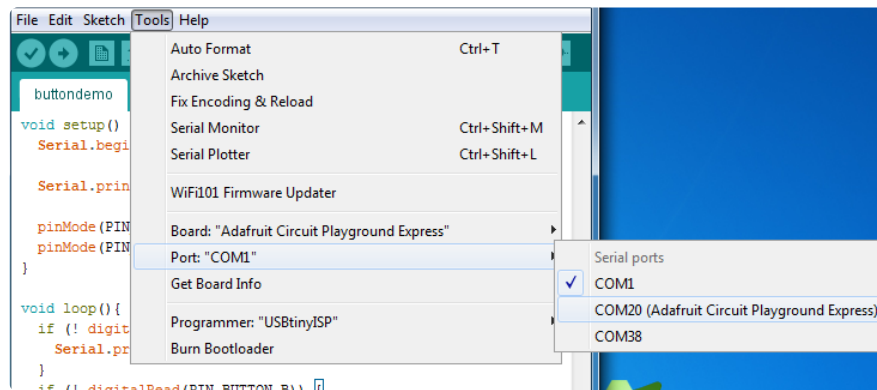 File Edit Sketch Tools Help
Auto Format Ctrl+T
Archive Sketch
Fix Encoding & Reload
Serial Monitor Ctrl+Shift+M
Serial Plotter Ctrl+Shift+L
WiFi101 Firmware Updater
Board: "Adafruit Circuit Playground Express"
Port: "COM1"
Get Board Info
Programmer: "USBtinyISP"
Burn Bootloader
Serial ports
COM1
COM20 (Adafruit Circuit Playground Express)
COM38
buttondemo
void setup()
Serial.begi
Serial.prin
pinMode(PIN
pinMode(PIN
}
void loop(){
if (! digit
Serial.pr
}
if (! digitalRead(PIN_BUTTON_B)) {